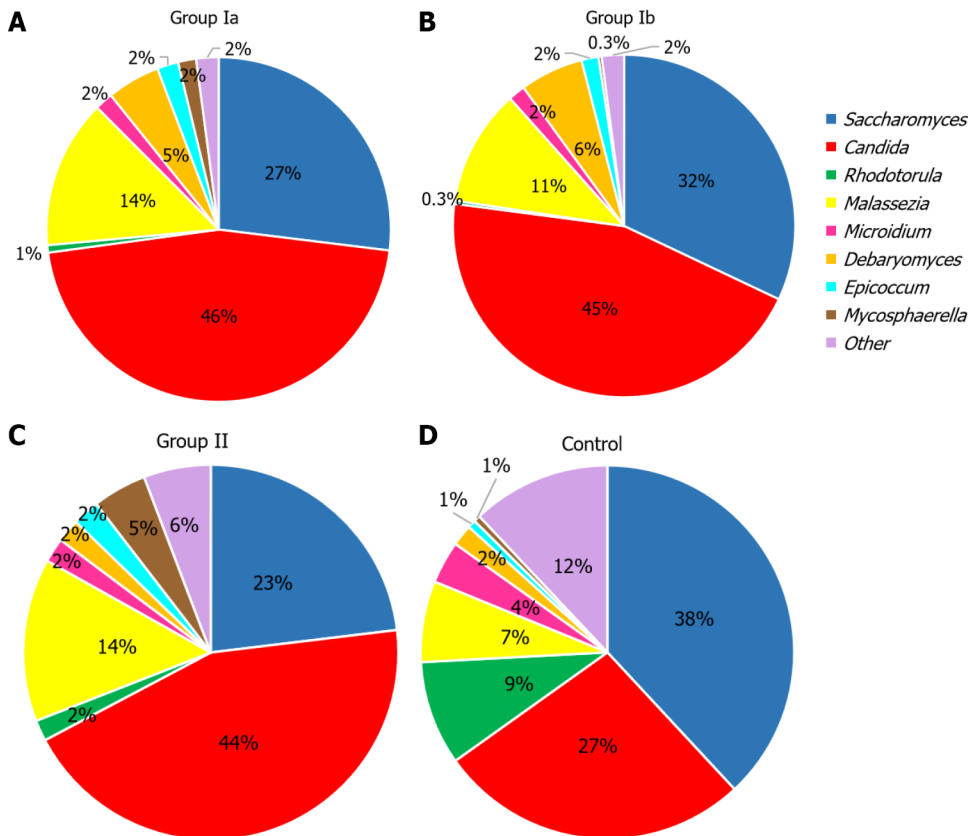 A
Group Ia
2%
2%
2%
2%
5%
27%
14%
1%
46%
B
Group Ib
0.3%
2%
2%
2%
6%
32%
11%
0.3%
45%
Saccharomyces
Candida
Rhodotorula
Malassezia
Microidium
Debaryomyces
Epicoccum
Mycosphaerella
Other
C
Group II
2%
5%
6%
2%
2%
23%
14%
2%
44%
D
Control
1%
1%
2%
12%
4%
38%
7%
9%
27%